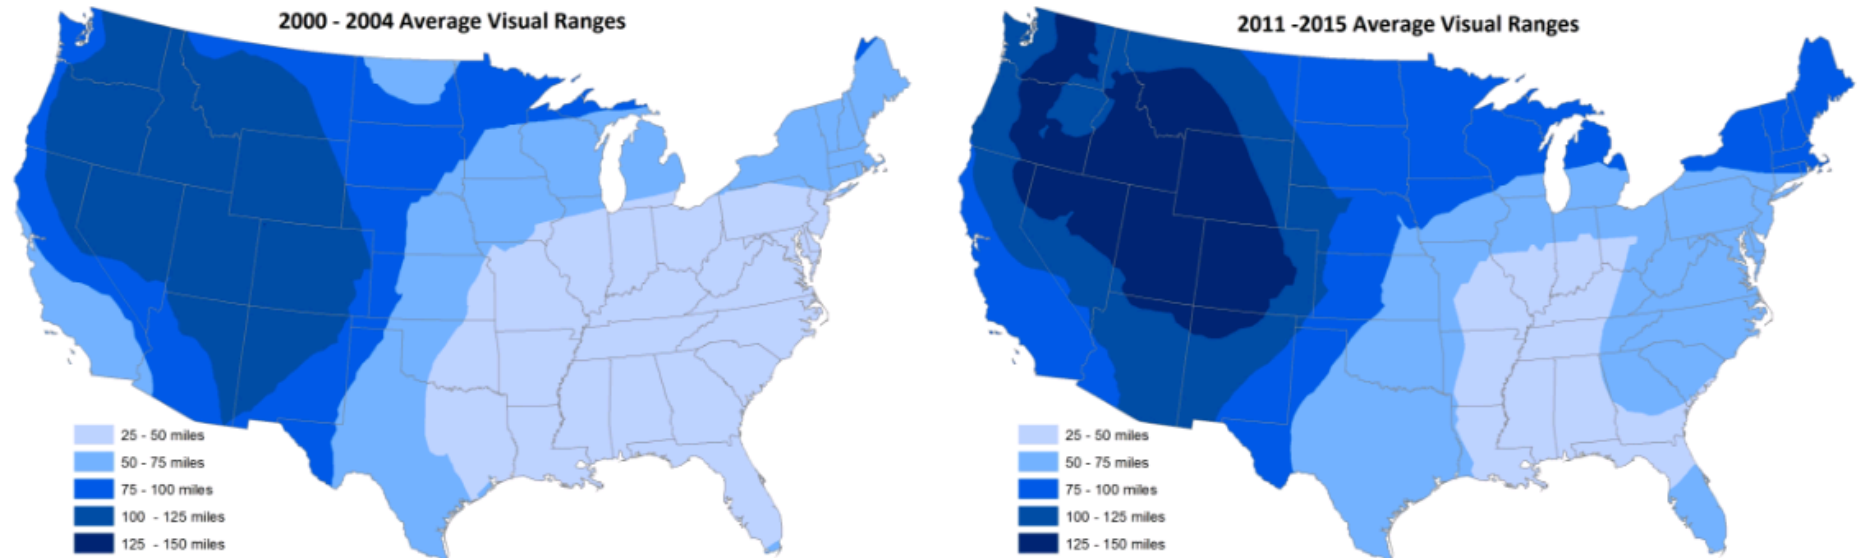 2000 - 2004 Average Visual Ranges
25 - 50 miles
50 - 75 miles
75 - 100 miles
100 - 125 miles
125 - 150 miles
2011 -2015 Average Visual Ranges
25 - 50 miles
50 - 75 miles
75 - 100 miles
100 - 125 miles
125 - 150 miles